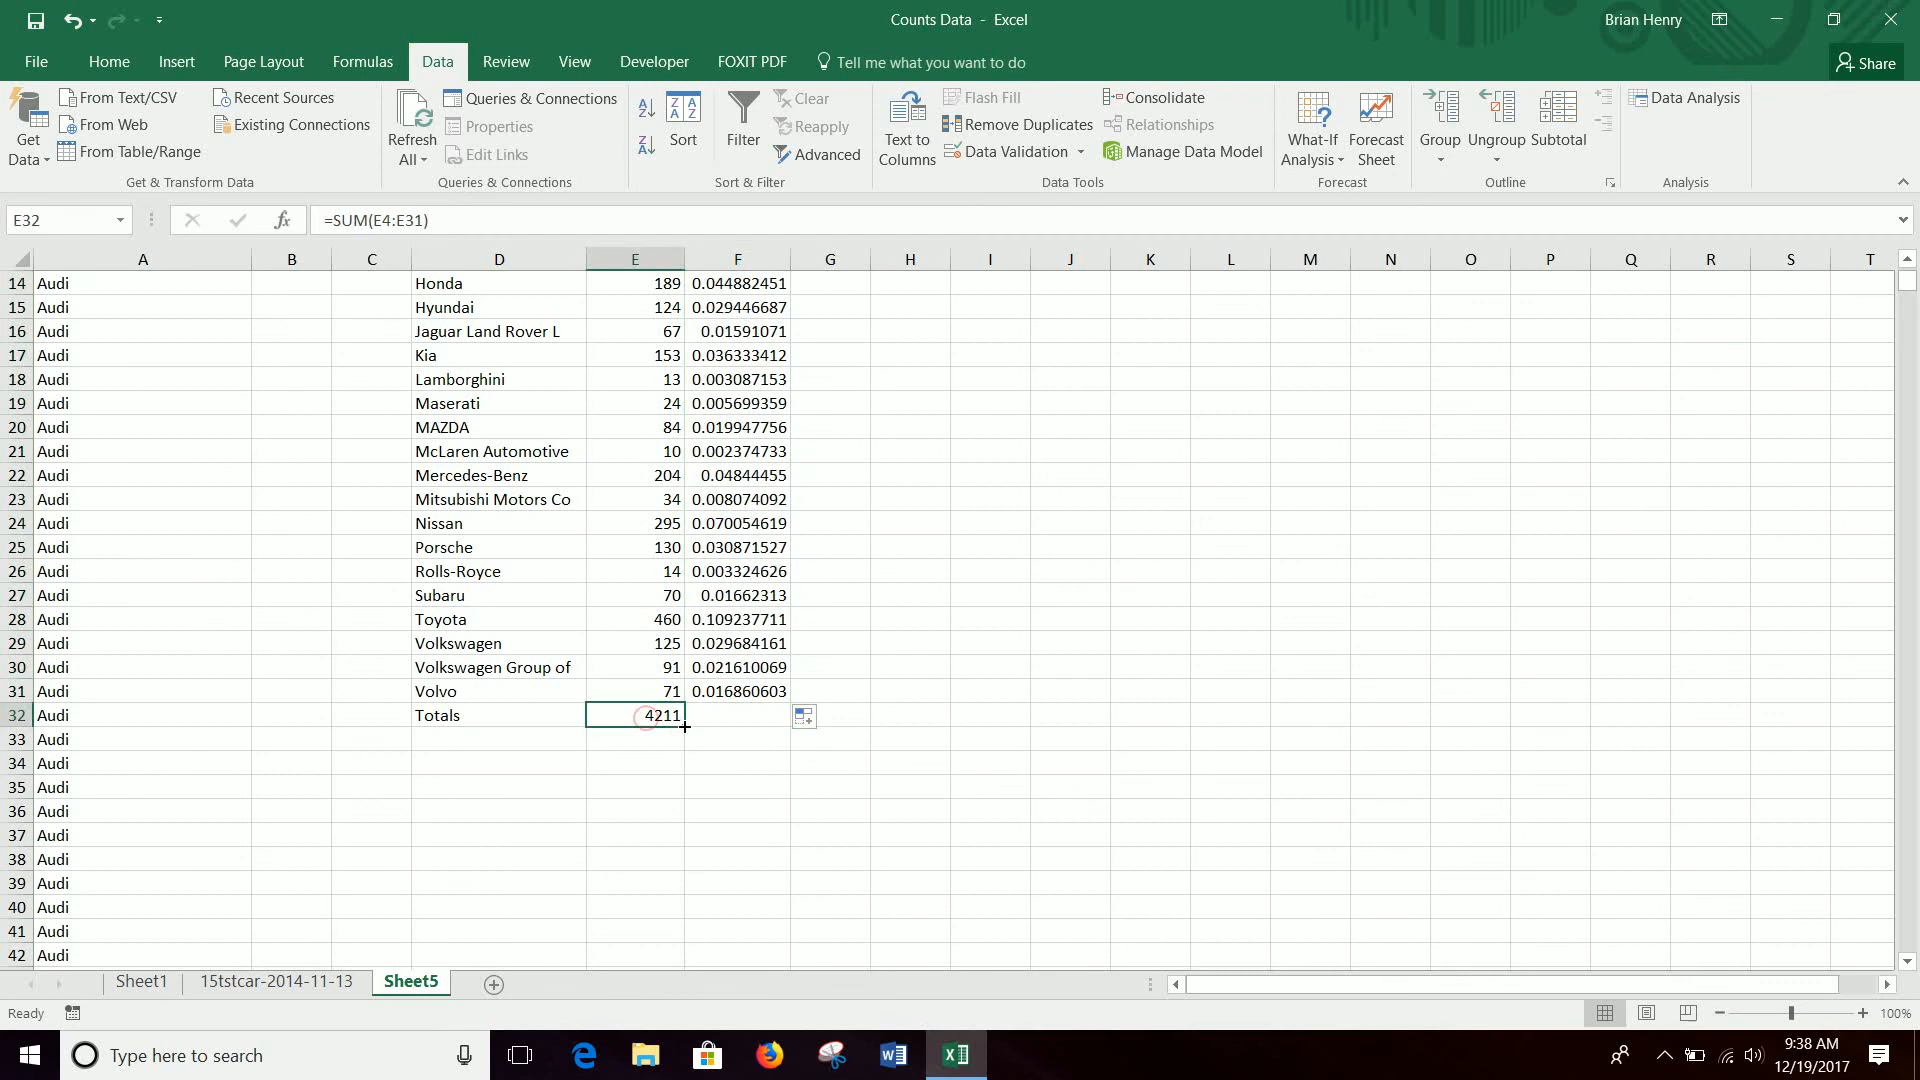 Counts Data - Excel
Brian Henry
File Home Insert Page Layout Formulas Data Review View Developer FOXIT PDF Tell me what you want to do
Share
Get Data
From Text/CSV
From Web
From Table/Range
Recent Sources
Existing Connections
Get & Transform Data
Refresh All
Queries & Connections
Properties
Edit Links
Queries & Connections
Sort
Filter
Clear
Reapply
Advanced
Sort & Filter
Text to Columns
Flash Fill
Remove Duplicates
Data Validation
Consolidate
Relationships
Manage Data Model
Data Tools
What-If Analysis
Forecast Sheet
Forecast
Group
Ungroup
Subtotal
Outline
Data Analysis
Analysis
E32 fx =SUM(E4:E31)
A B C D E F G H I J K L M N O P Q R S T
14 Audi Honda 189 0.044882451
15 Audi Hyundai 124 0.029446687
16 Audi Jaguar Land Rover L 67 0.01591071
17 Audi Kia 153 0.036333412
18 Audi Lamborghini 13 0.003087153
19 Audi Maserati 24 0.005699359
20 Audi MAZDA 84 0.019947756
21 Audi McLaren Automotive 10 0.002374733
22 Audi Mercedes-Benz 204 0.04844455
23 Audi Mitsubishi Motors Co 34 0.008074092
24 Audi Nissan 295 0.070054619
25 Audi Porsche 130 0.030871527
26 Audi Rolls-Royce 14 0.003324626
27 Audi Subaru 70 0.01662313
28 Audi Toyota 460 0.109237711
29 Audi Volkswagen 125 0.029684161
30 Audi Volkswagen Group of 91 0.021610069
31 Audi Volvo 71 0.016860603
32 Audi Totals 4211
33 Audi
34 Audi
35 Audi
36 Audi
37 Audi
38 Audi
39 Audi
40 Audi
41 Audi
42 Audi
Sheet1 15tstcar-2014-11-13 Sheet5
Ready
100%
Type here to search
9:38 AM
12/19/2017